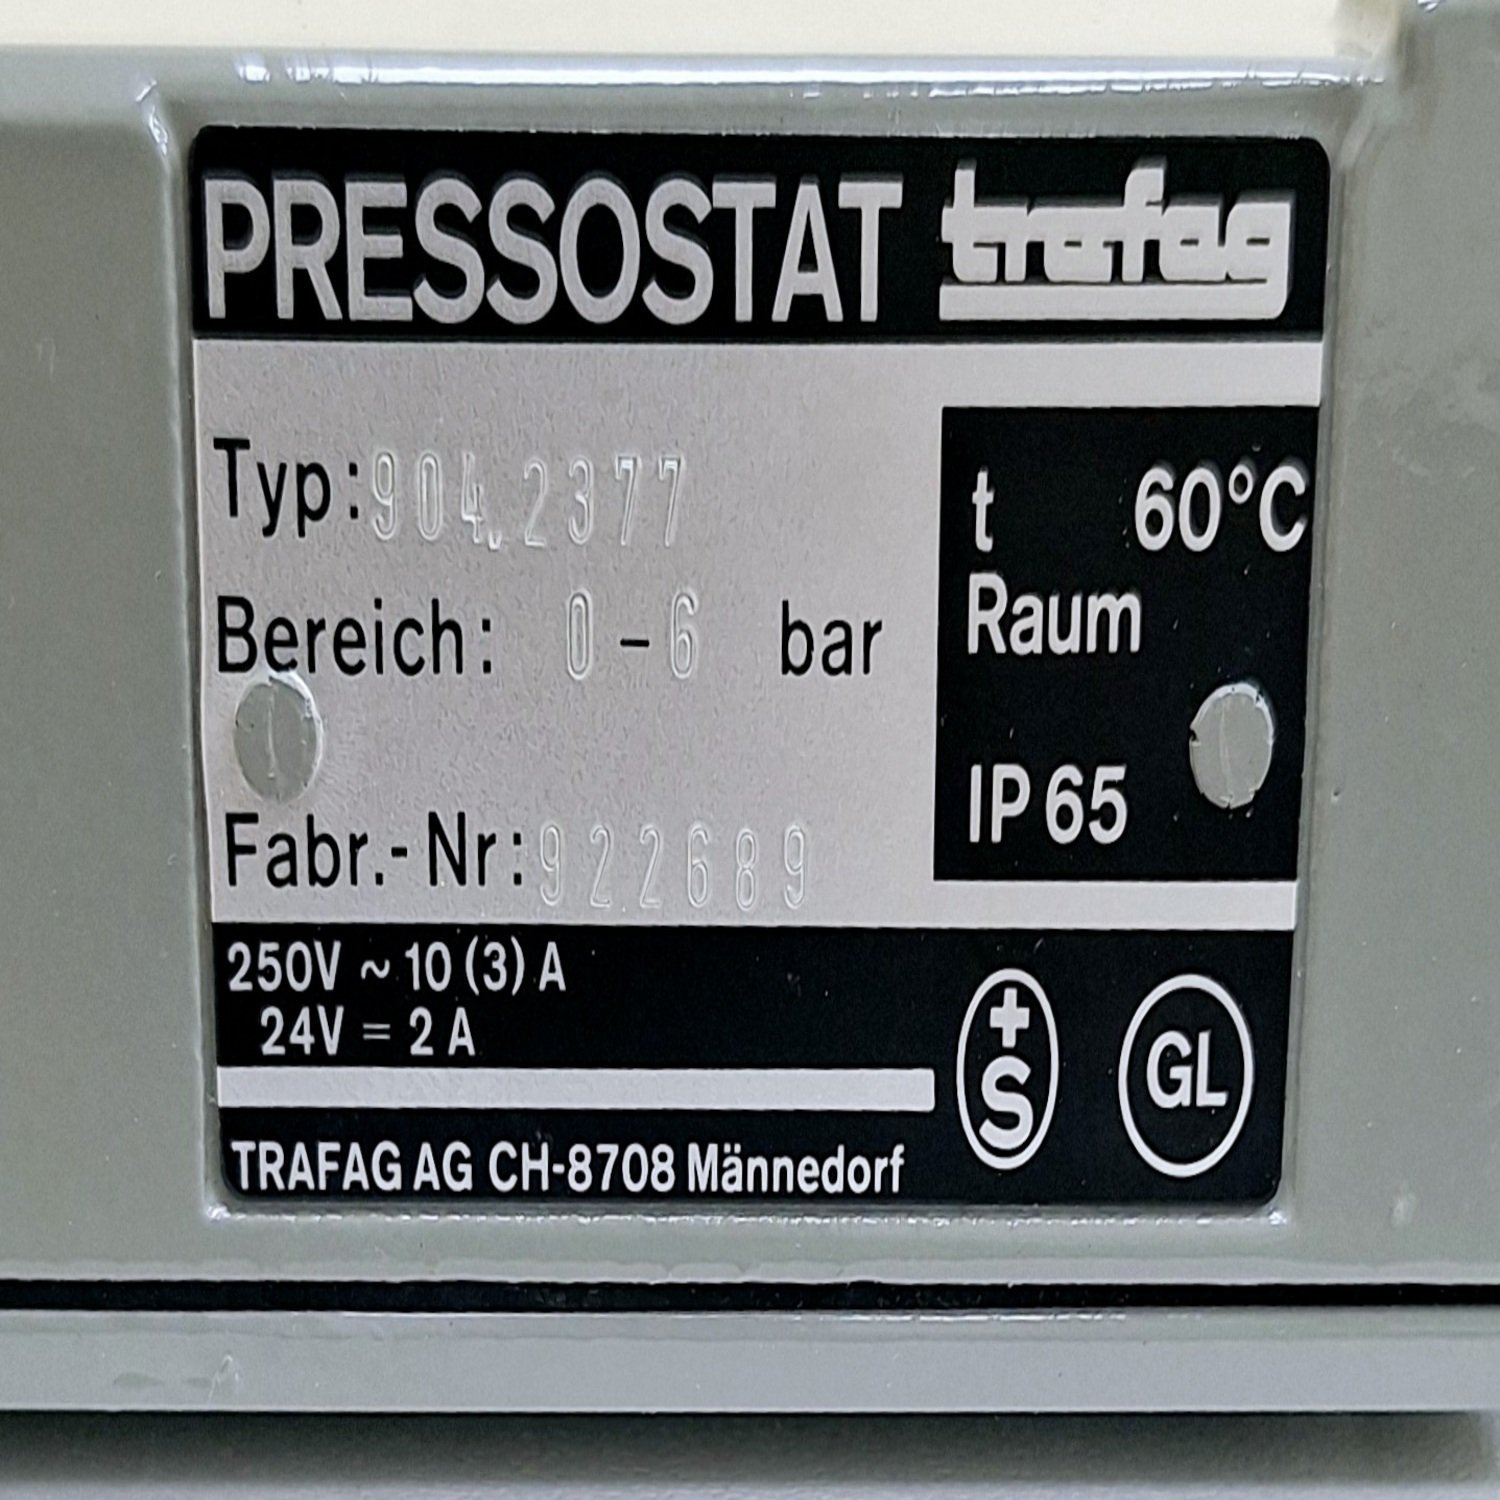 PRESSOSTAT trafag
Typ: 904.2377
Bereich: 0-6 bar
Fabr.-Nr: 922689
t 60°C
Raum
IP 65
250V ~ 10 (3) A
24V = 2 A
+S
GL
TRAFAG AG CH-8708 Männedorf